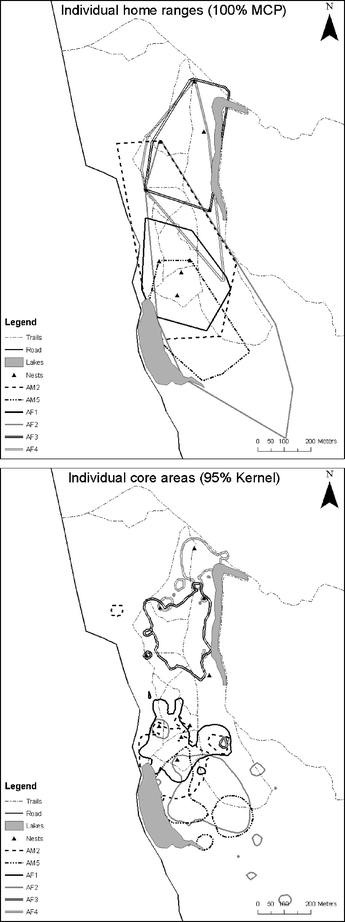 Individual home ranges (100% MCP)
N
Legend
Trails
Road
Lakes
Nests
AM2
AM5
AF1
AF2
AF3
AF4
0 50 100 200 Meters
Individual core areas (95% Kernel)
N
Legend
Trails
Road
Lakes
Nests
AM2
AM5
AF1
AF2
AF3
AF4
0 50 100 200 Meters